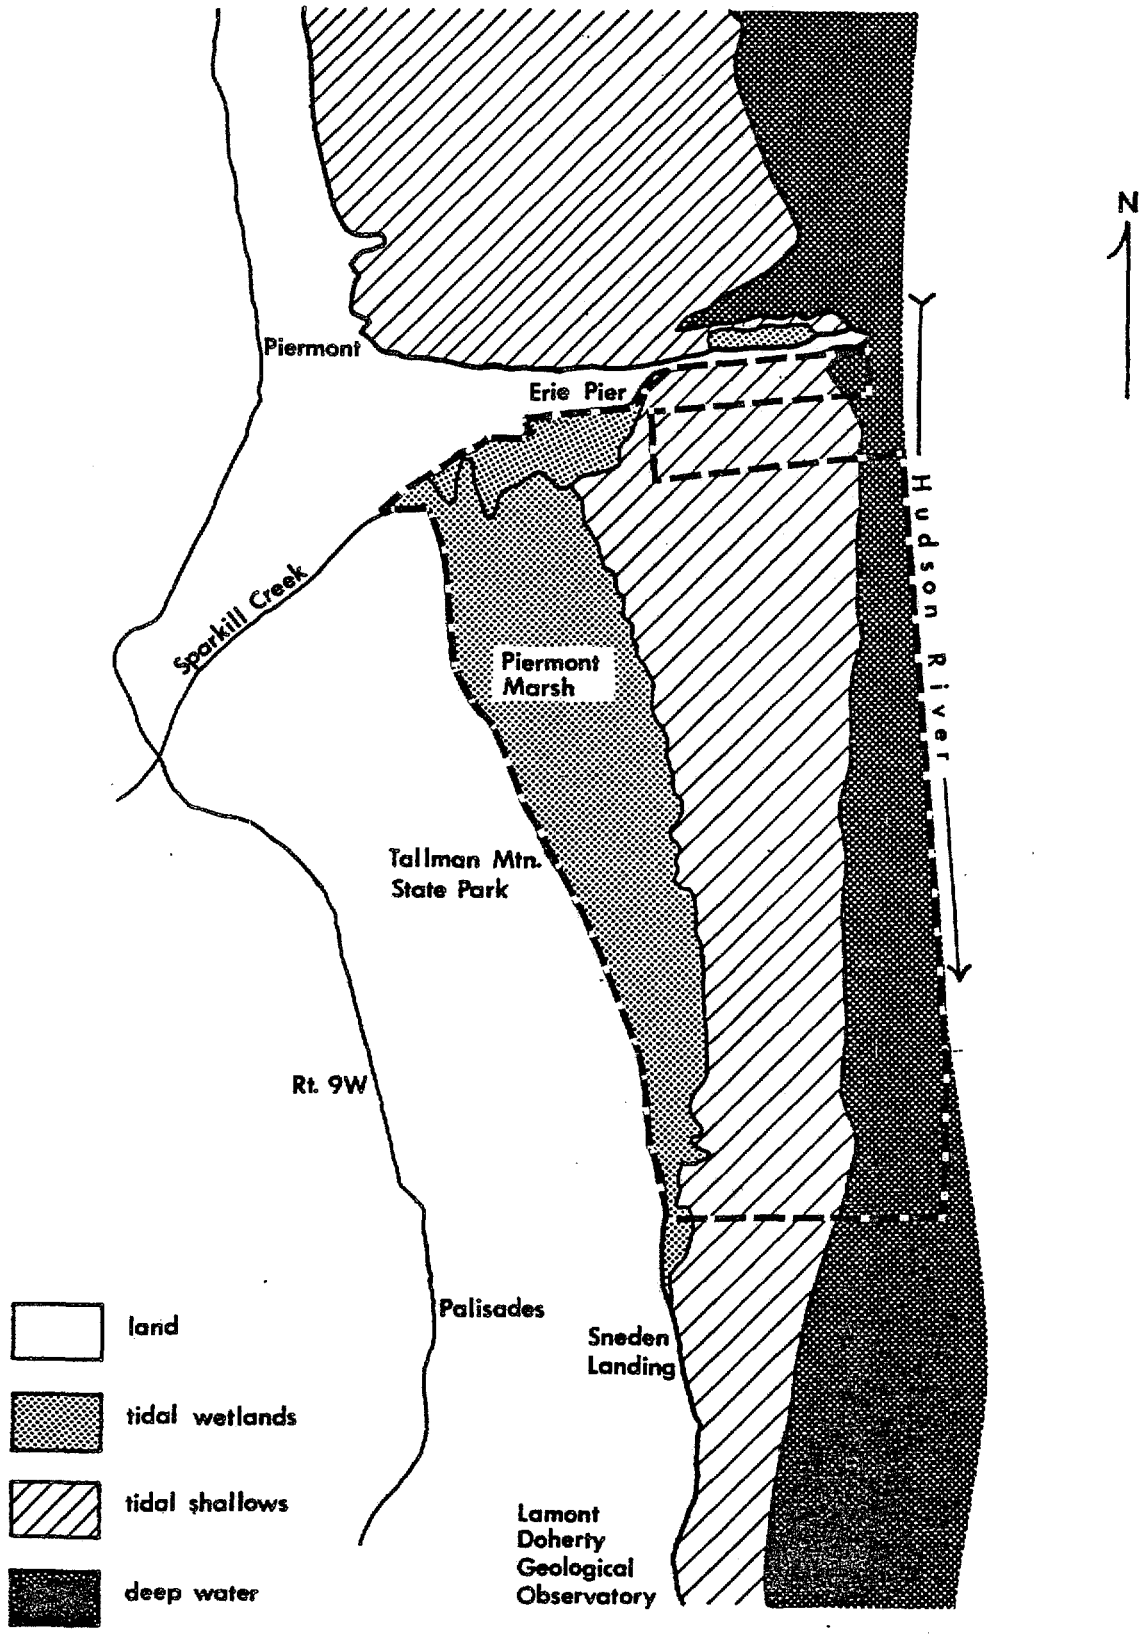 N
Piermont
Erie Pier
Hudson River
Sparkill Creek
Piermont
Marsh
Tallman Mtn.
State Park
Rt. 9W
Palisades
Sneden
Landing
Lamont
Doherty
Geological
Observatory
land
tidal wetlands
tidal shallows
deep water